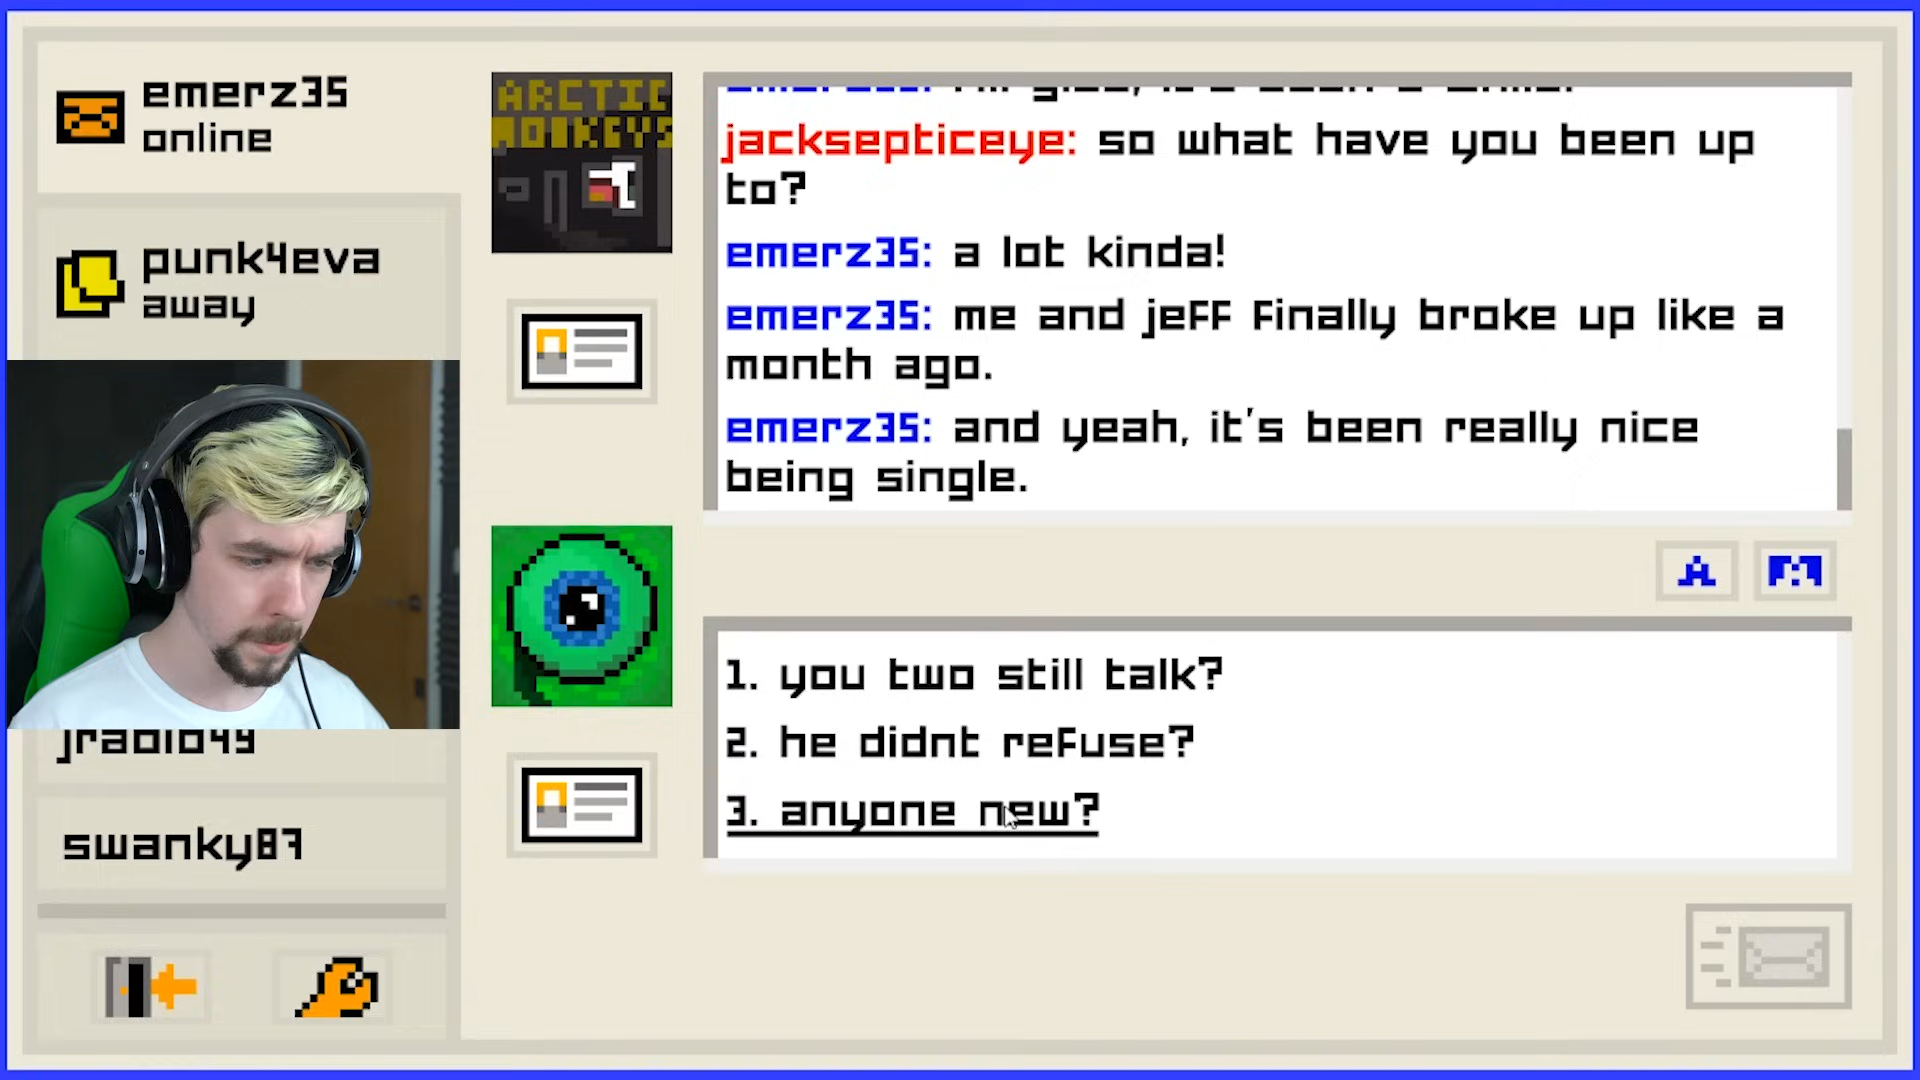 emerz35
online
punk4eva
away
swanky87
ARCTIC
MONKEYS
jacksepticeye: so what have you been up
to?
emerz35: a lot kinda!
emerz35: me and jeff finally broke up like a
month ago.
emerz35: and yeah, it's been really nice
being single.
A
1. you two still talk?
2. he didnt refuse?
3. anyone new?